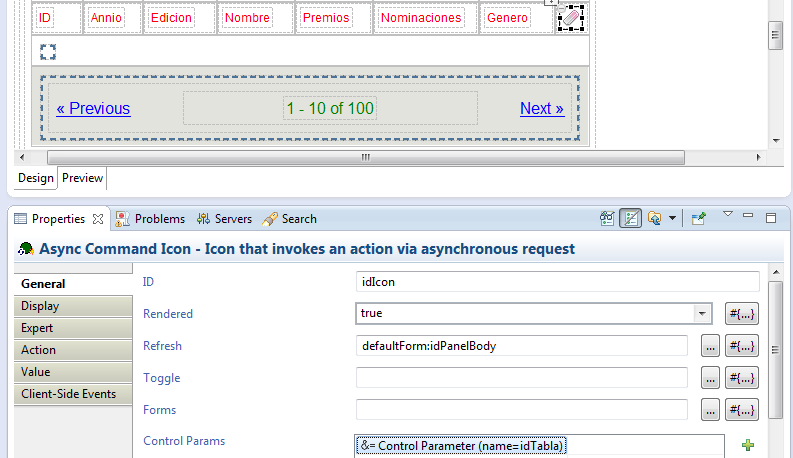 ID Annio Edicion Nombre Premios Nominaciones Genero
« Previous 1 - 10 of 100 Next »
Design Preview
Properties Problems Servers Search
Async Command Icon - Icon that invokes an action via asynchronous request
General
Display
Expert
Action
Value
Client-Side Events
ID idIcon
Rendered true #{...}
Refresh defaultForm:idPanelBody ... #{...}
Toggle ... #{...}
Forms ... #{...}
Control Params &= Control Parameter (name=idTabla)